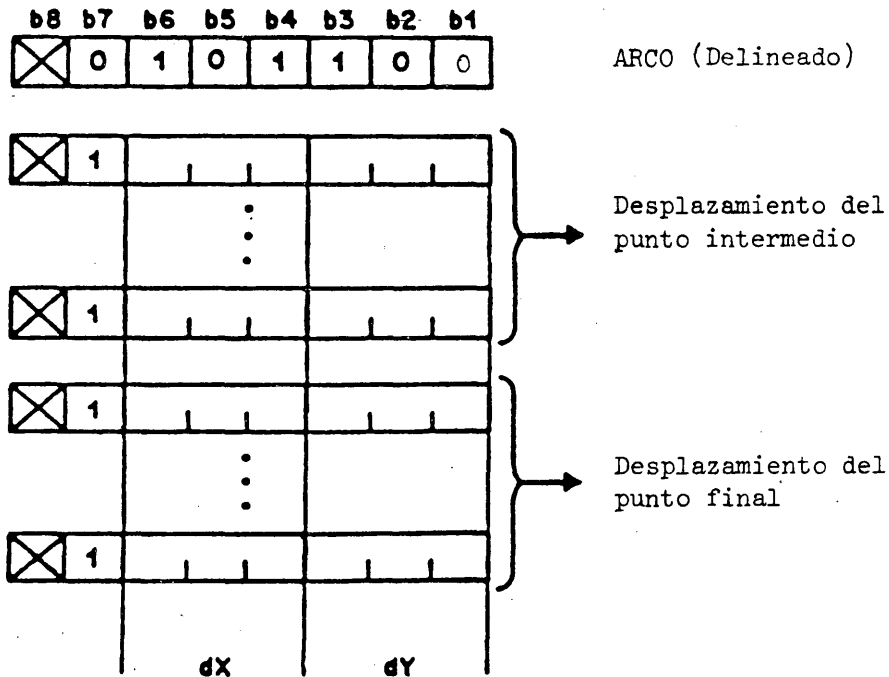 b8 b7 b6 b5 b4 b3 b2 b1
0 1 0 1 1 0 0 ARCO (Delineado)
1
Desplazamiento del
punto intermedio
1
1
Desplazamiento del
punto final
1
dX dY